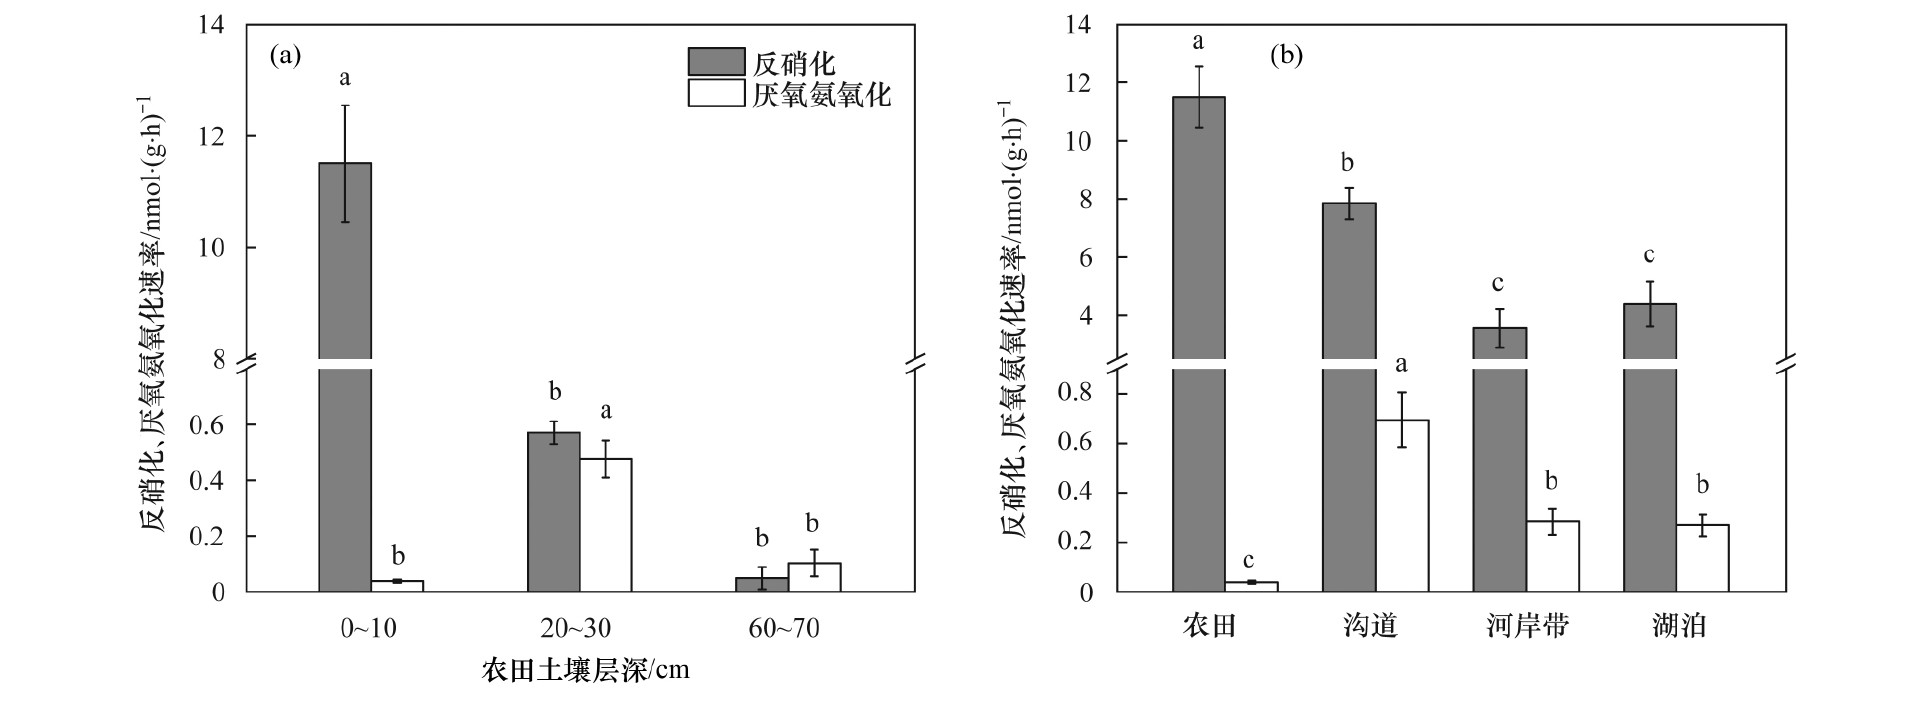 反硝化、厌氧氨氧化速率/nmol·(g·h)⁻¹
14
12
10
8
0.6
0.4
0.2
0
(a)
反硝化
厌氧氨氧化
a
b
b
a
b
b
0~10
20~30
60~70
农田土壤层深/cm
反硝化、厌氧氨氧化速率/nmol·(g·h)⁻¹
14
12
10
8
6
4
0.8
0.6
0.4
0.2
0
(b)
a
c
b
a
c
b
c
b
农田
沟道
河岸带
湖泊